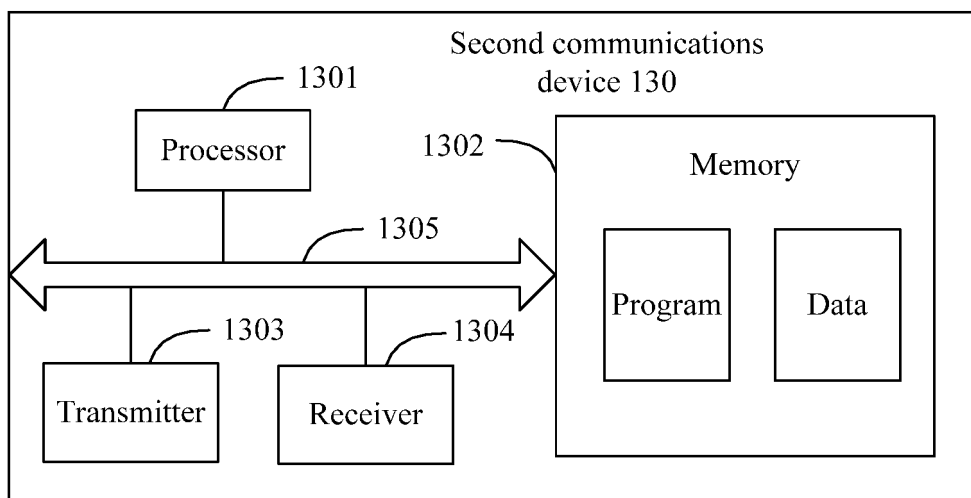 Second communications
device 130
1301
Processor
1302
Memory
1305
Program
Data
1303
1304
Transmitter
Receiver